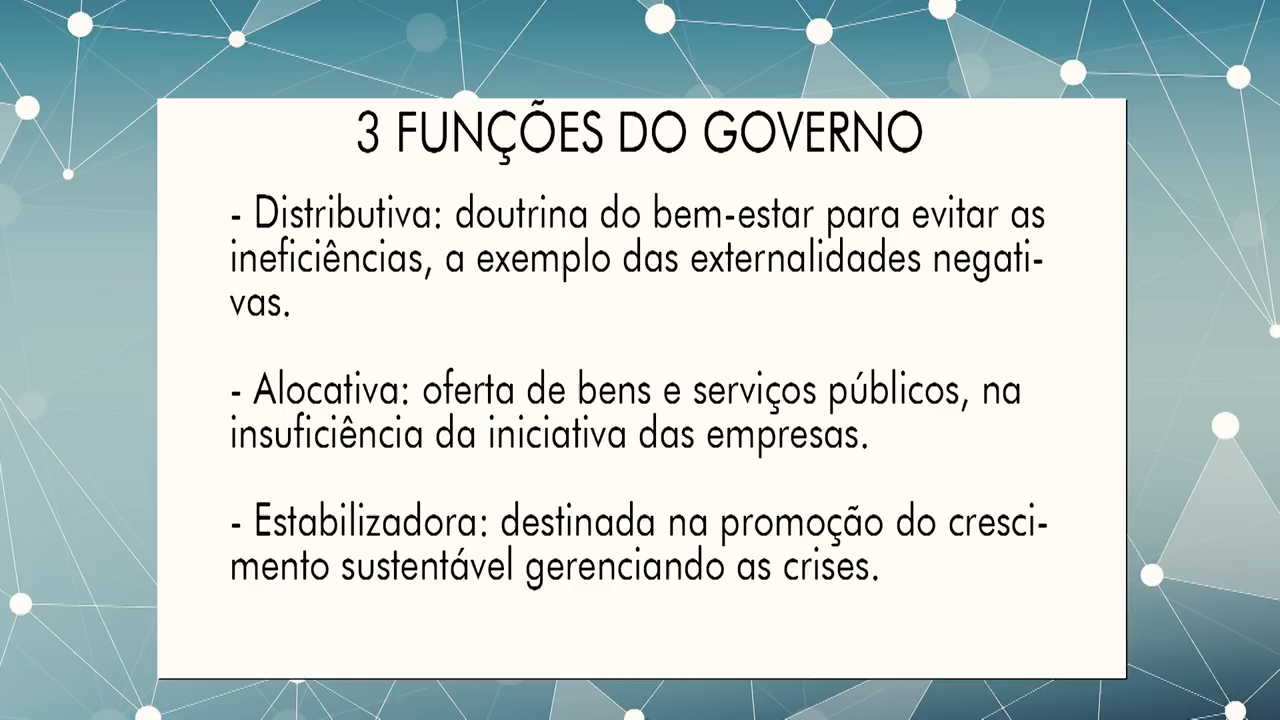 3 FUNÇÕES DO GOVERNO
- Distributiva: doutrina do bem-estar para evitar as
ineficiências, a exemplo das externalidades negati-
vas.
- Alocativa: oferta de bens e serviços públicos, na
insuficiência da iniciativa das empresas.
- Estabilizadora: destinada na promoção do cresci-
mento sustentável gerenciando as crises.